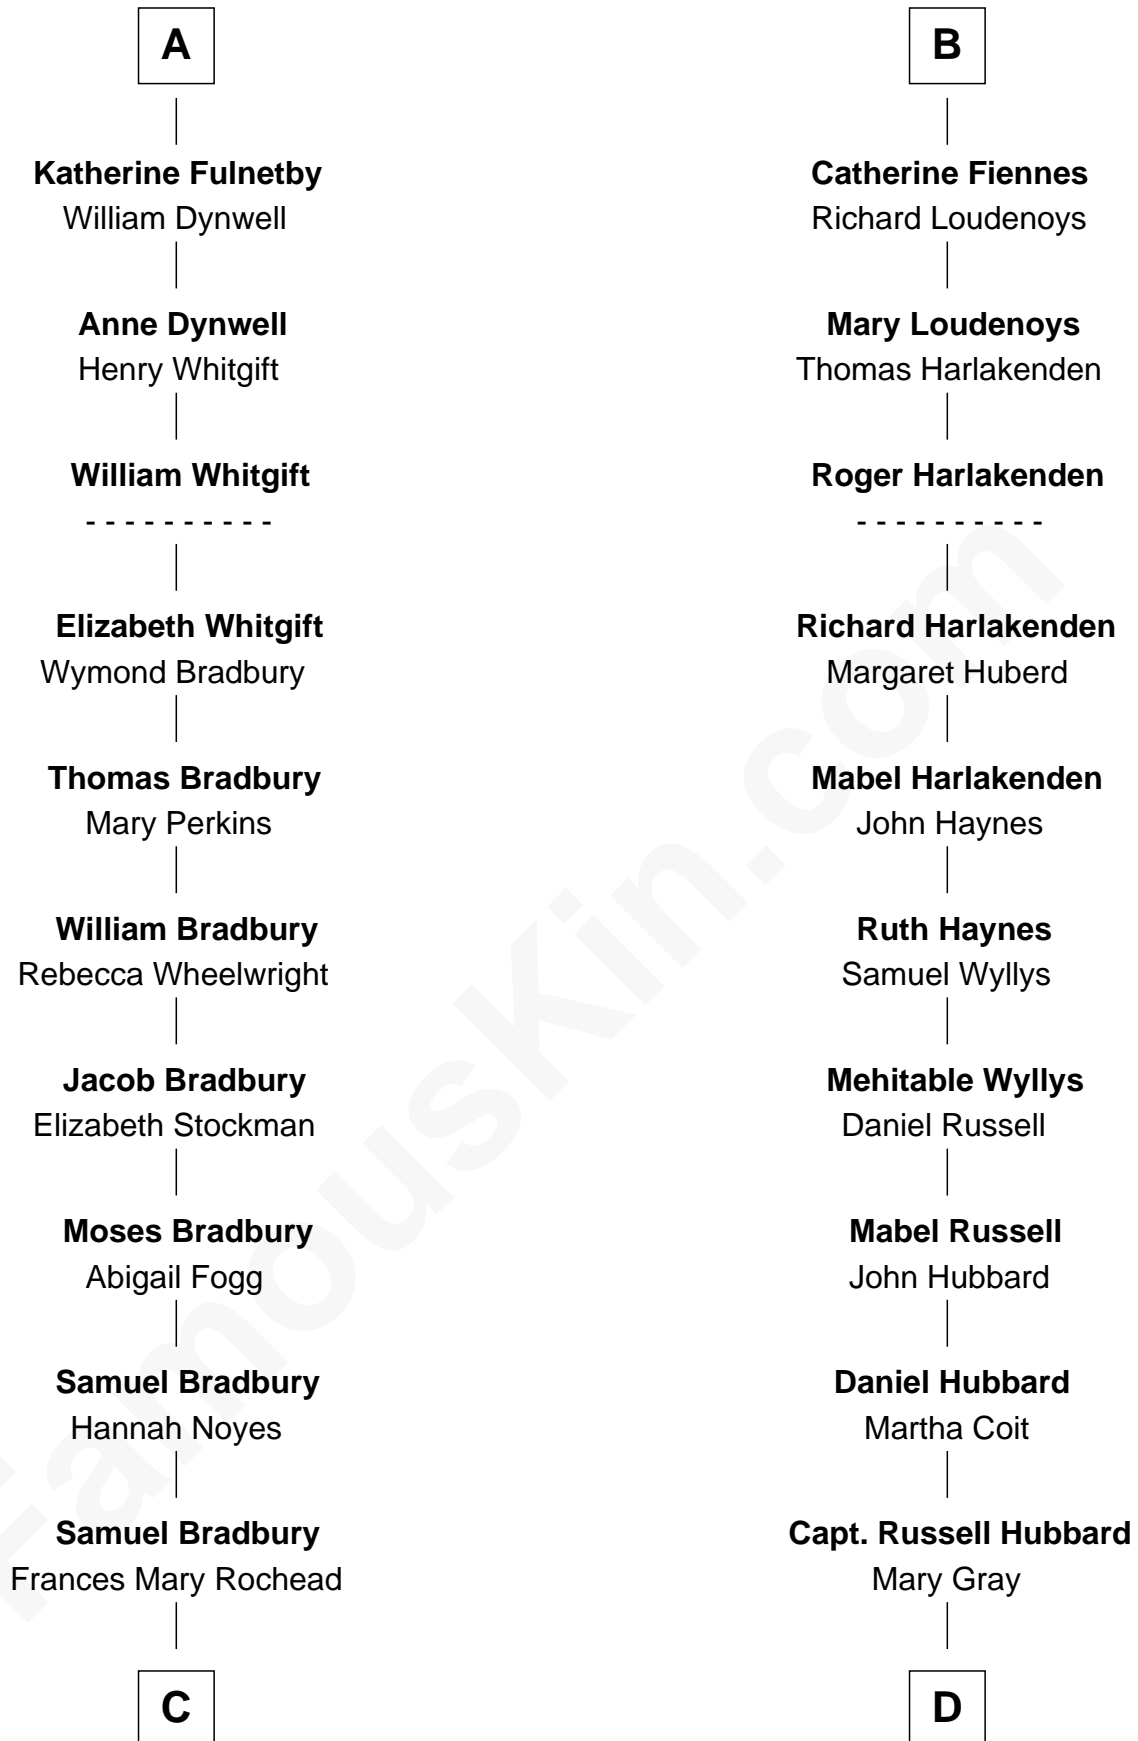 A
Katherine Fulnetby
William Dynwell
Anne Dynwell
Henry Whitgift
William Whitgift
- - - - - - - - - -
Elizabeth Whitgift
Wymond Bradbury
Thomas Bradbury
Mary Perkins
William Bradbury
Rebecca Wheelwright
Jacob Bradbury
Elizabeth Stockman
Moses Bradbury
Abigail Fogg
Samuel Bradbury
Hannah Noyes
Samuel Bradbury
Frances Mary Rochead
C
B
Catherine Fiennes
Richard Loudenoys
Mary Loudenoys
Thomas Harlakenden
Roger Harlakenden
- - - - - - - - - -
Richard Harlakenden
Margaret Huberd
Mabel Harlakenden
John Haynes
Ruth Haynes
Samuel Wyllys
Mehitable Wyllys
Daniel Russell
Mabel Russell
John Hubbard
Daniel Hubbard
Martha Coit
Capt. Russell Hubbard
Mary Gray
D
FamousKin.com